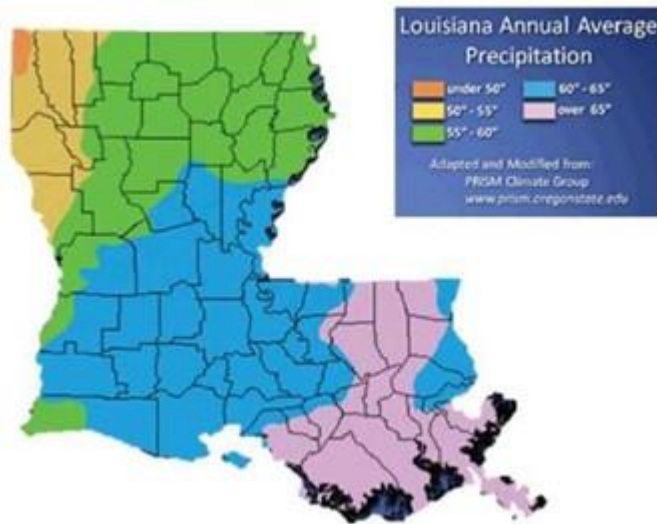 Louisiana Annual Average
Precipitation
under 50"
60" - 65"
50" - 55"
over 65"
55" - 60"
Adapted and Modified from:
PRISM Climate Group
www.prism.oregonstate.edu